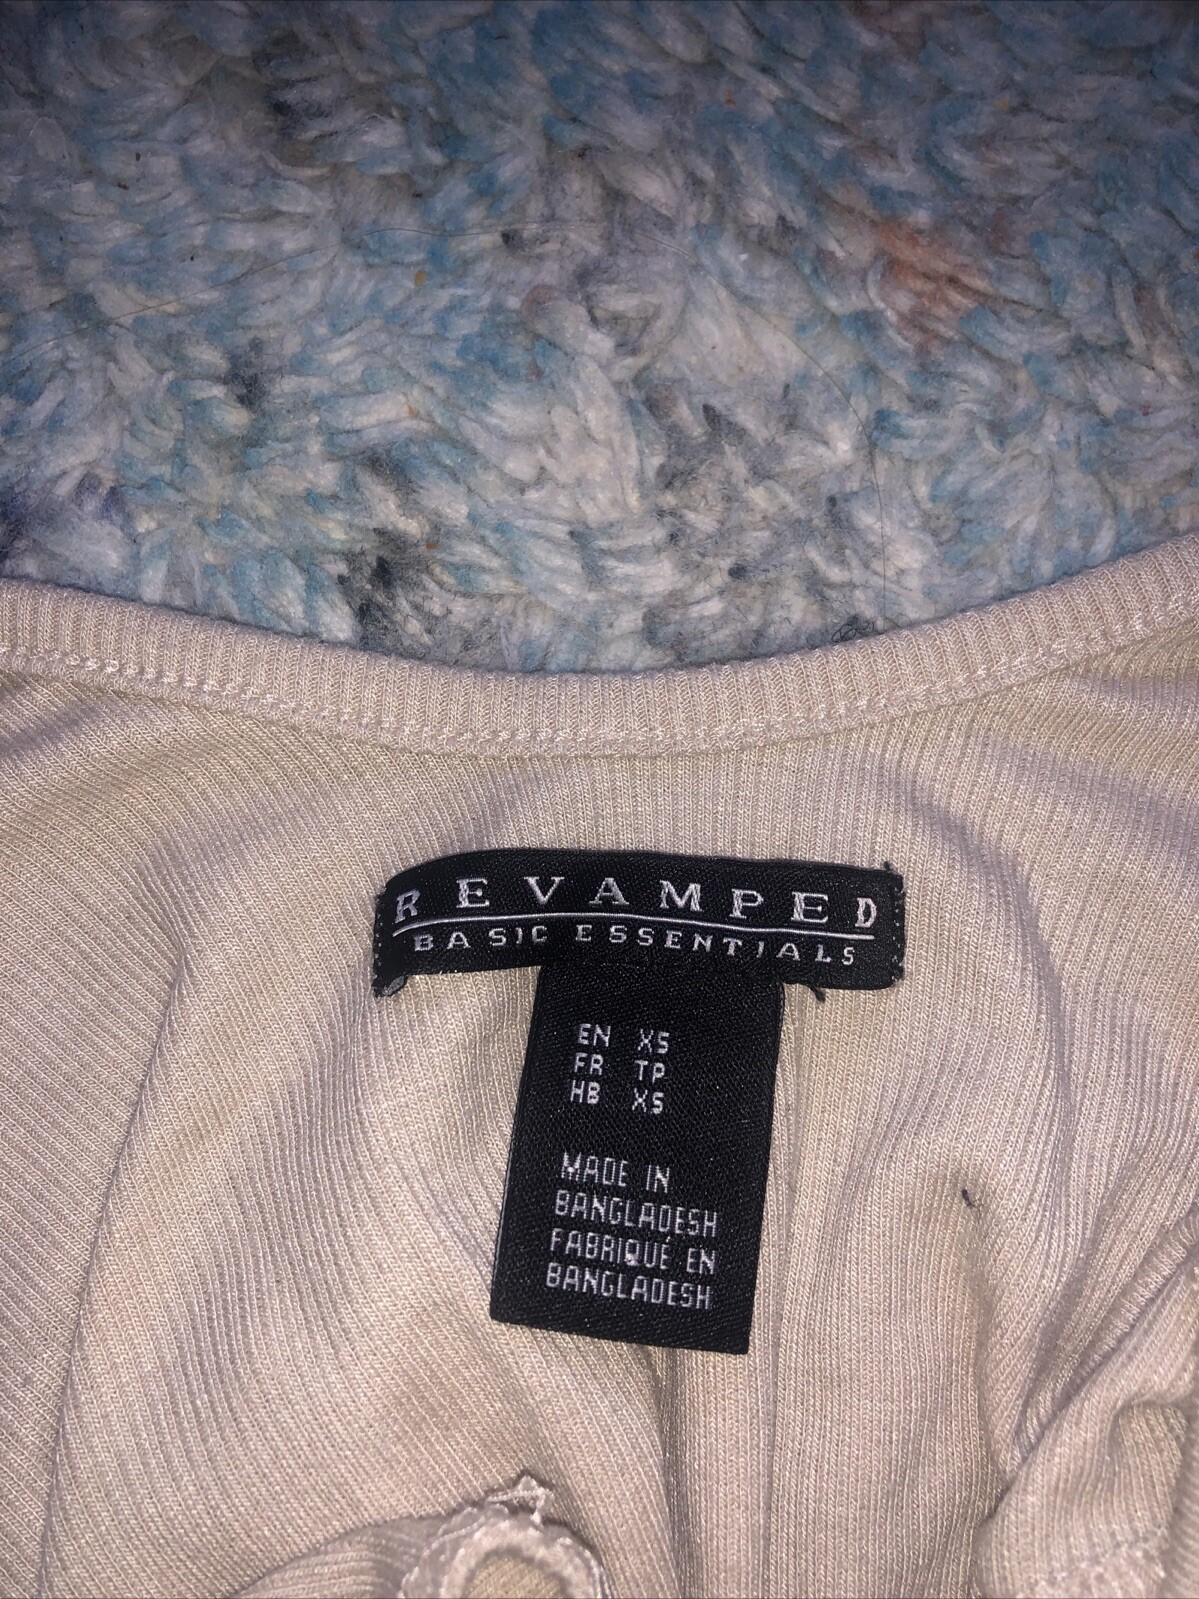 REVAMPED
BASIC ESSENTIALS
EN XS
FR TP
HB XS
MADE IN
BANGLADESH
FABRIQUÉ EN
BANGLADESH